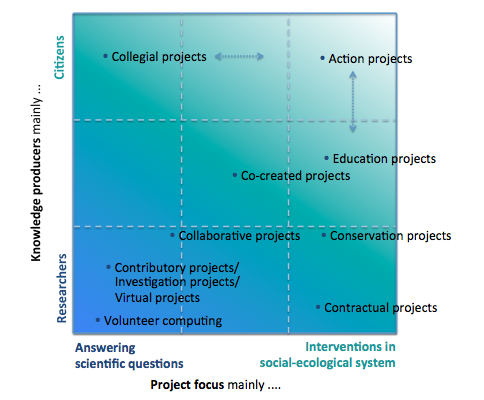 Citizens
Knowledge producers mainly ...
Researchers
Collegial projects
Action projects
Education projects
Co-created projects
Collaborative projects
Conservation projects
Contributory projects/
Investigation projects/
Virtual projects
Contractual projects
Volunteer computing
Answering
scientific questions
Interventions in
social-ecological system
Project focus mainly ....